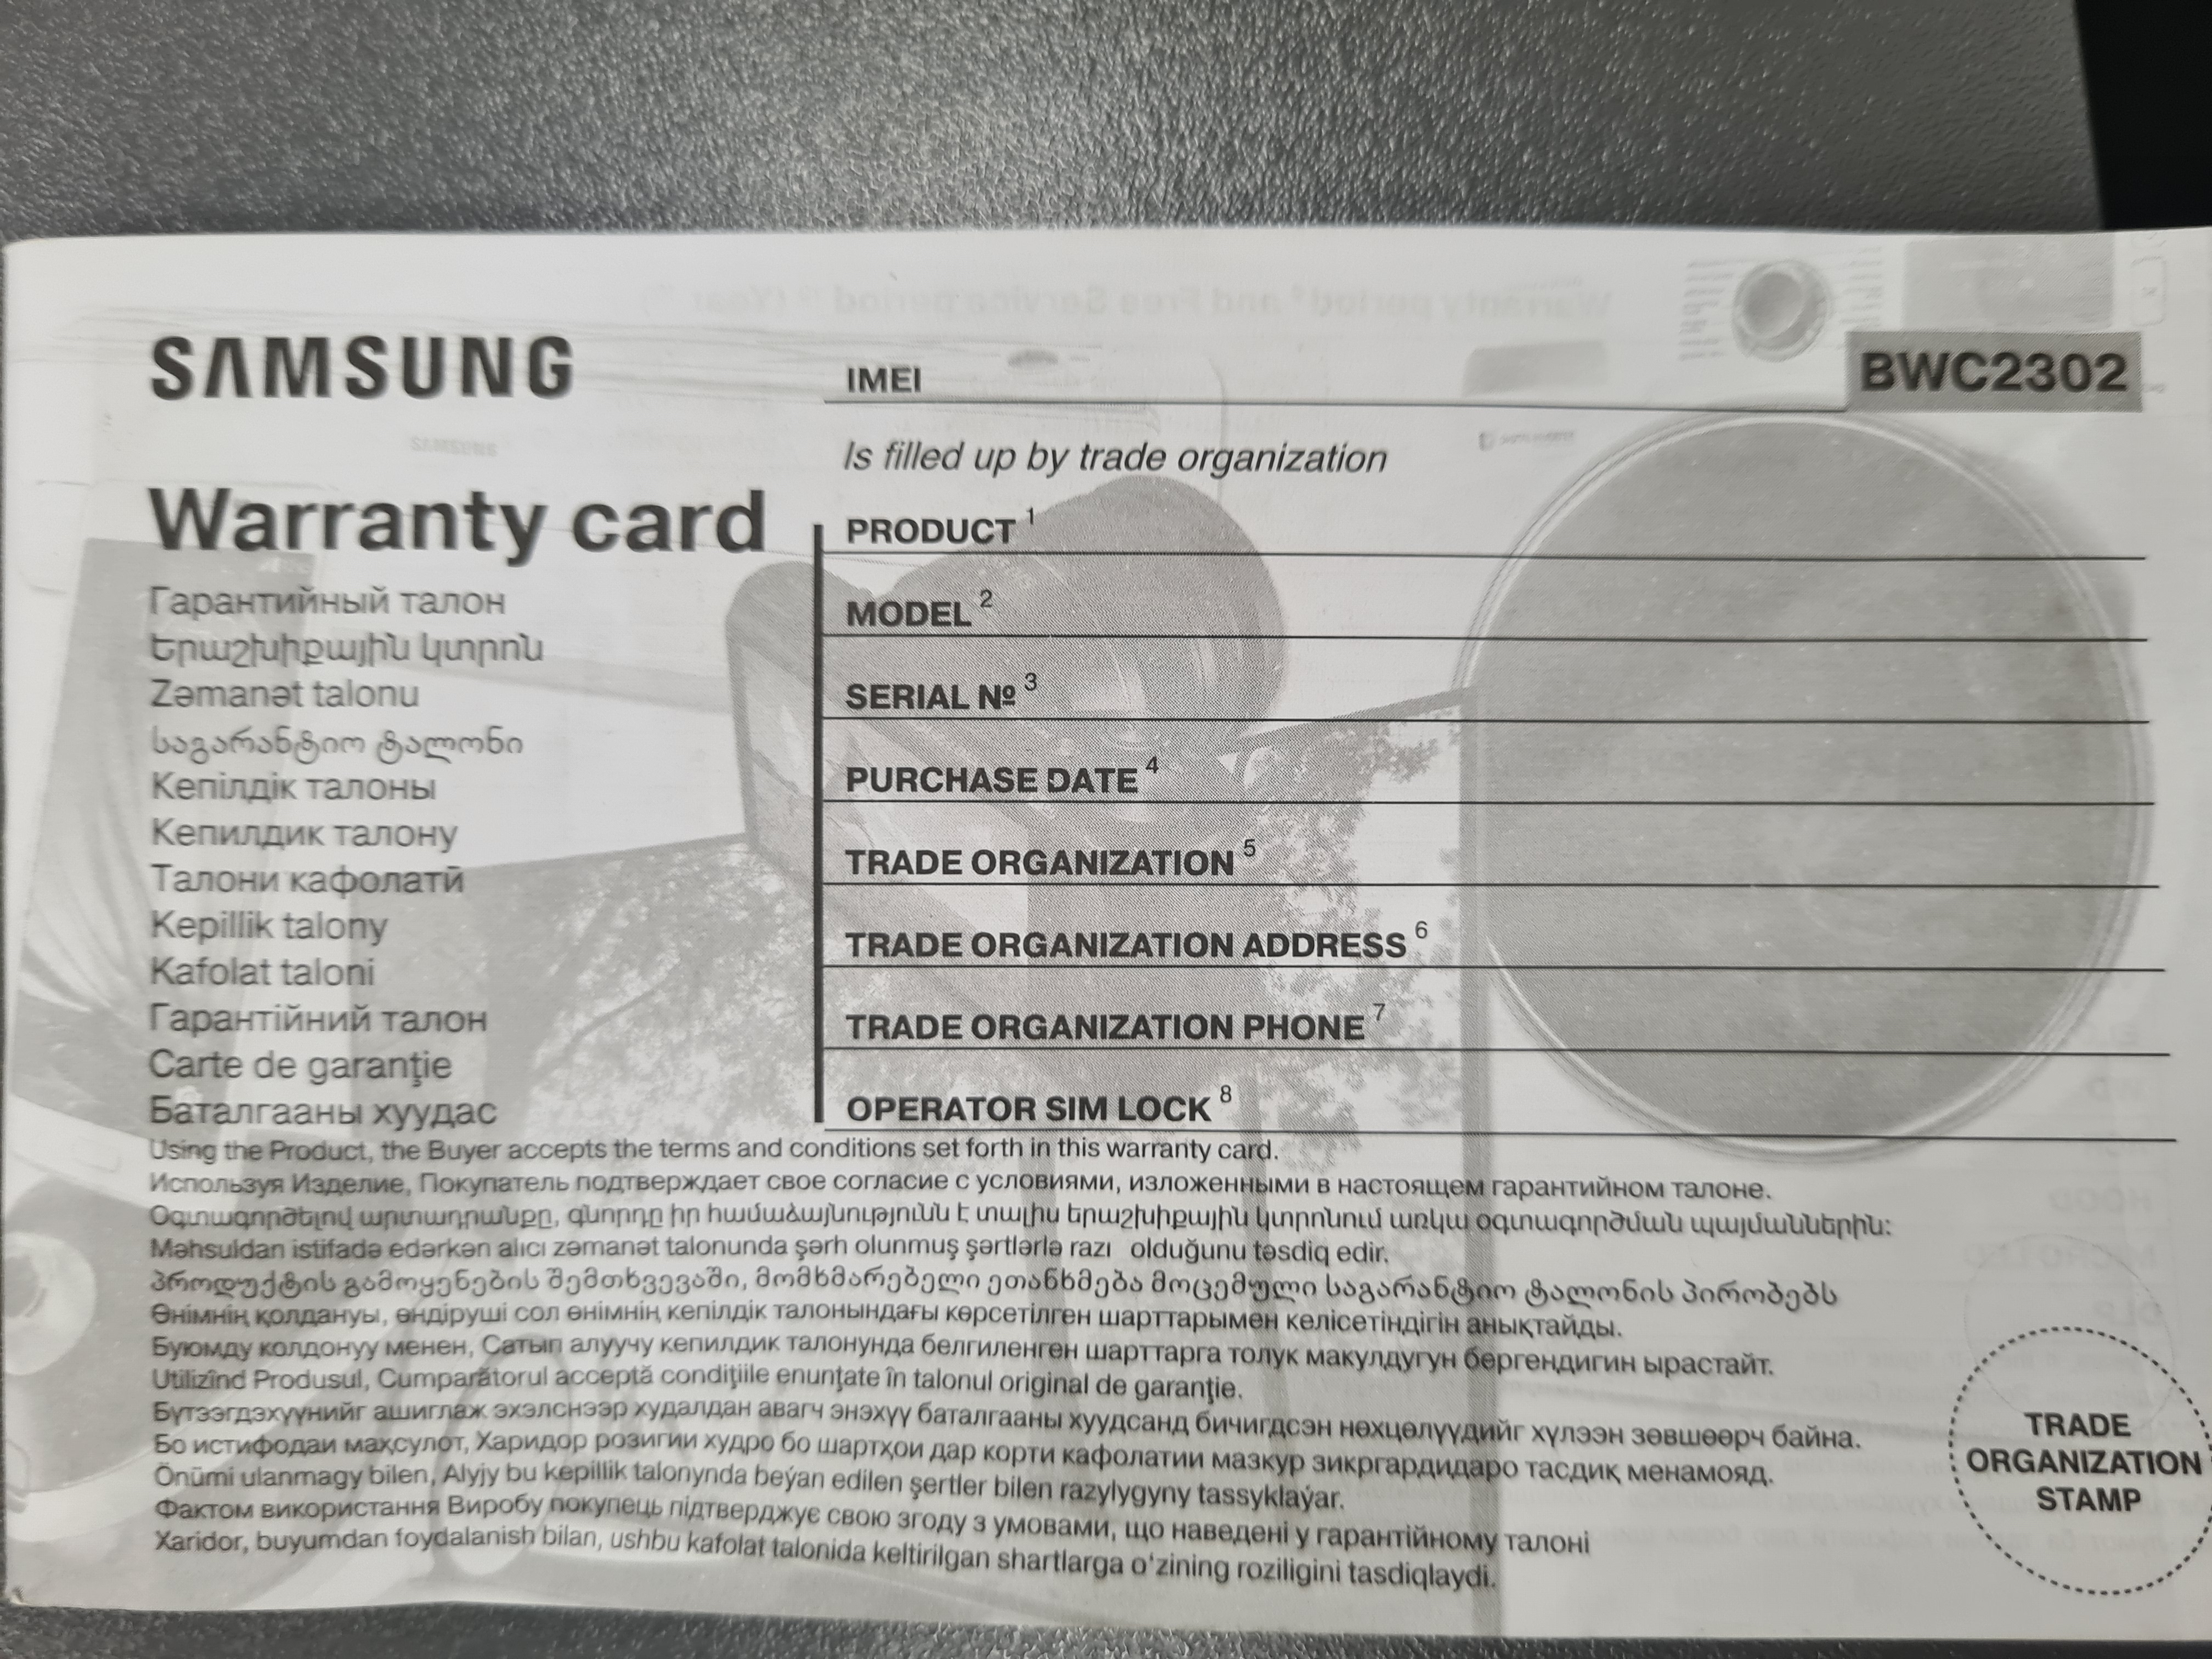 SAMSUNG
Warranty card
Гарантийный талон
Երաշխիքային կտրոն
Zəmanət talonu
საგარანტიო ტალონი
Кепілдік талоны
Кепилдик талону
Талони кафолатӣ
Kepillik talony
Kafolat taloni
Гарантійний талон
Carte de garanţie
Баталгааны хуудас
IMEI
BWC2302
Is filled up by trade organization
PRODUCT 1
MODEL 2
SERIAL № 3
PURCHASE DATE 4
TRADE ORGANIZATION 5
TRADE ORGANIZATION ADDRESS 6
TRADE ORGANIZATION PHONE 7
OPERATOR SIM LOCK 8
Using the Product, the Buyer accepts the terms and conditions set forth in this warranty card.
Используя Изделие, Покупатель подтверждает свое согласие с условиями, изложенными в настоящем гарантийном талоне.
Օգտագործելով արտադրանքը, գնորդը իր համաձայնությունն է տալիս երաշխիքային կտրոնում առկա օգտագործման պայմաններին:
Məhsuldan istifadə edərkən alıcı zəmanət talonunda şərh olunmuş şərtlərlə razı olduğunu təsdiq edir.
პროდუქტის გამოყენების შემთხვევაში, მომხმარებელი ეთანხმება მოცემული საგარანტიო ტალონის პირობებს
Өнімнің қолдануы, өндіруші сол өнімнің кепілдік талонындағы көрсетілген шарттарымен келісетіндігін анықтайды.
Буюмду колдонуу менен, Сатып алуучу кепилдик талонунда белгиленген шарттарга толук макулдугун бергендигин ырастайт.
Utilizînd Produsul, Cumparătorul acceptă condiţiile enunţate în talonul original de garanţie.
Бүтээгдэхүүнийг ашиглаж эхэлснээр худалдан авагч энэхүү баталгааны хуудсанд бичигдсэн нөхцөлүүдийг хүлээн зөвшөөрч байна.
Бо истифодаи маҳсулот, Харидор розигии худро бо шартҳои дар корти кафолатии мазкур зикргардидаро тасдиқ менамояд.
Önümi ulanmagy bilen, Alyjy bu kepillik talonynda beýan edilen şertler bilen razylygyny tassyklaýar.
Фактом використання Виробу покупець підтверджує свою згоду з умовами, що наведені у гарантійному талоні
Xaridor, buyumdan foydalanish bilan, ushbu kafolat talonida keltirilgan shartlarga o‘zining roziligini tasdiqlaydi.
TRADE
ORGANIZATION
STAMP